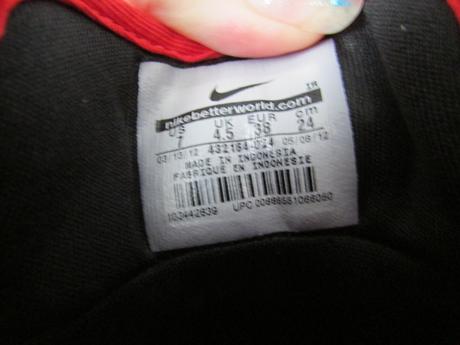 IR
nikebetterworld.com
US UK EUR cm
7 4.5 38 24
03/13/12 432164-024 05/08/12
MADE IN INDONESIA
FABRIQUE EN INDONESIE
UPC